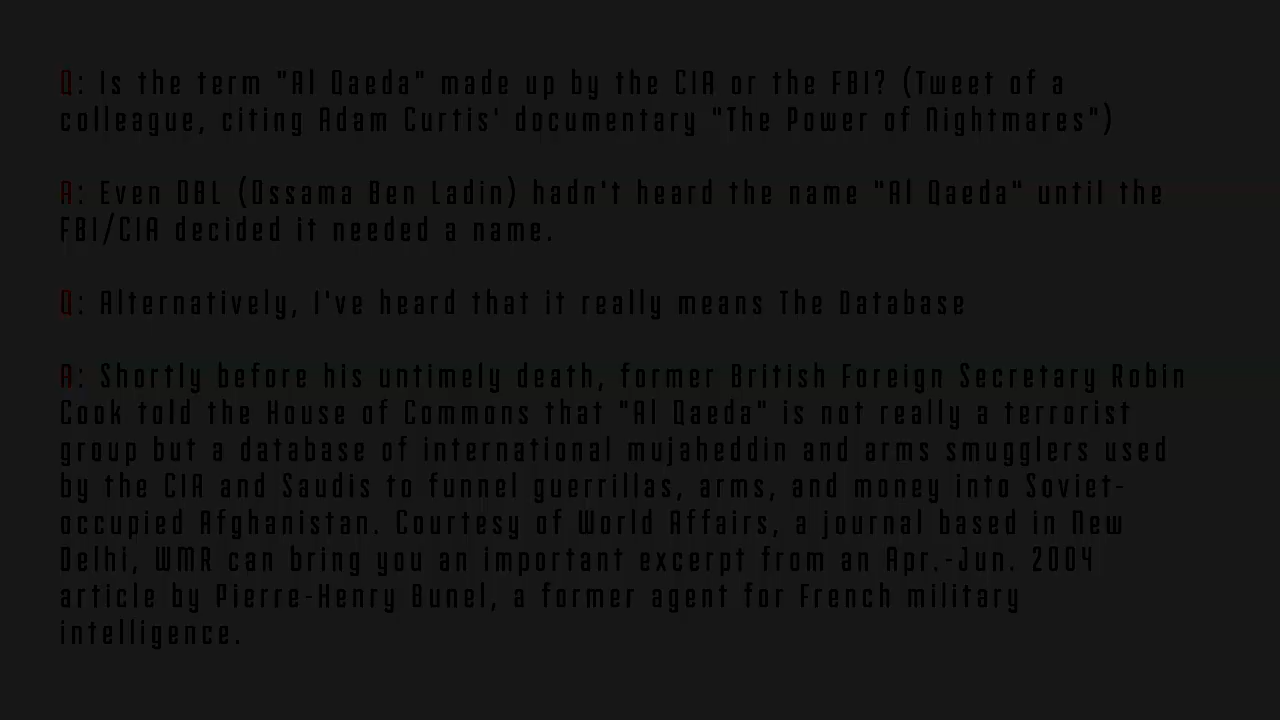 Q: Is the term "Al Qaeda" made up by the CIA or the FBI? (Tweet of a
colleague, citing Adam Curtis' documentary "The Power of Nightmares")
A: Even OBL (Ossama Ben Ladin) hadn't heard the name "Al Qaeda" until the
FBI/CIA decided it needed a name.
Q: Alternatively, I've heard that it really means The Database
A: Shortly before his untimely death, former British Foreign Secretary Robin
Cook told the House of Commons that "Al Qaeda" is not really a terrorist
group but a database of international mujaheddin and arms smugglers used
by the CIA and Saudis to funnel guerrillas, arms, and money into Soviet-
occupied Afghanistan. Courtesy of World Affairs, a journal based in New
Delhi, WMR can bring you an important excerpt from an Apr.-Jun. 2004
article by Pierre-Henry Bunel, a former agent for French military
intelligence.